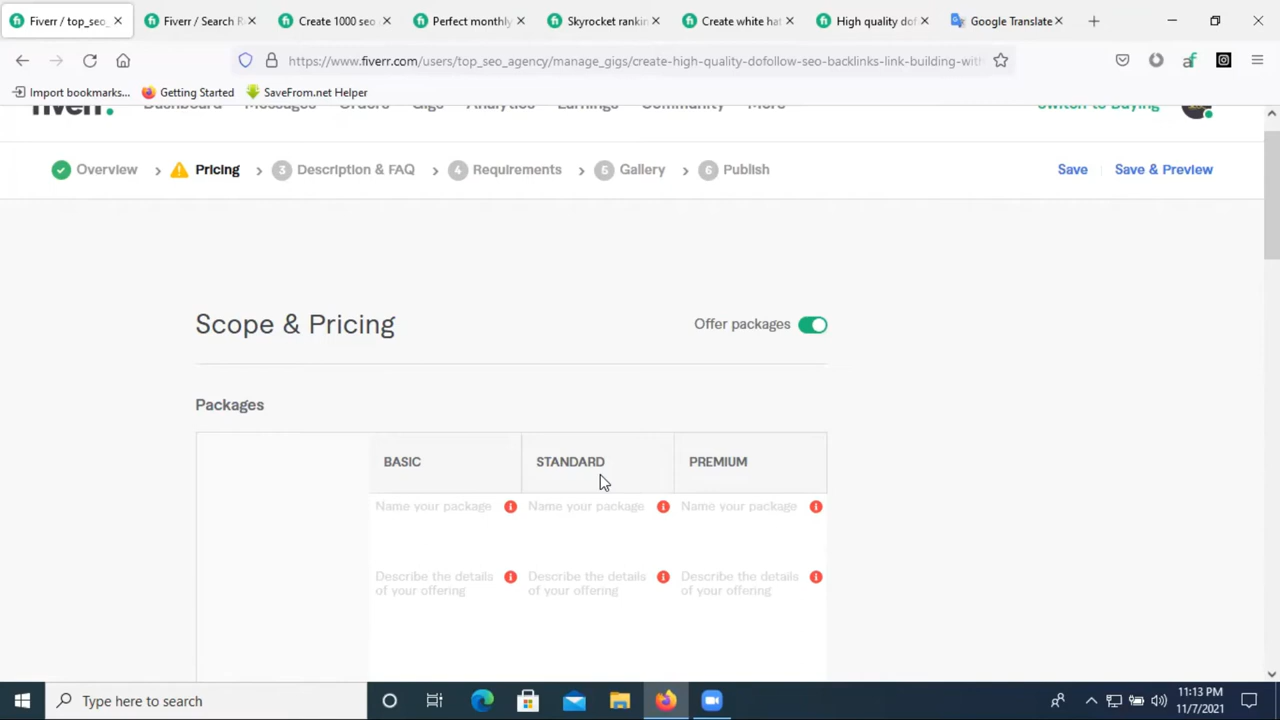 Fiverr / top_seo_
Fiverr / Search R
Create 1000 seo
Perfect monthly
Skyrocket rankin
Create white hat
High quality dof
Google Translate
https://www.fiverr.com/users/top_seo_agency/manage_gigs/create-high-quality-dofollow-seo-backlinks-link-building-with
Import bookmarks...
Getting Started
SaveFrom.net Helper
fiverr.
Dashboard
Messages
Orders
Gigs
Analytics
Earnings
Community
More
Switch to Buying
Overview
Pricing
3 Description & FAQ
4 Requirements
5 Gallery
6 Publish
Save
Save & Preview
Scope & Pricing
Offer packages
Packages
BASIC
STANDARD
PREMIUM
Name your package
Name your package
Name your package
Describe the details
of your offering
Describe the details
of your offering
Describe the details
of your offering
Type here to search
11:13 PM
11/7/2021